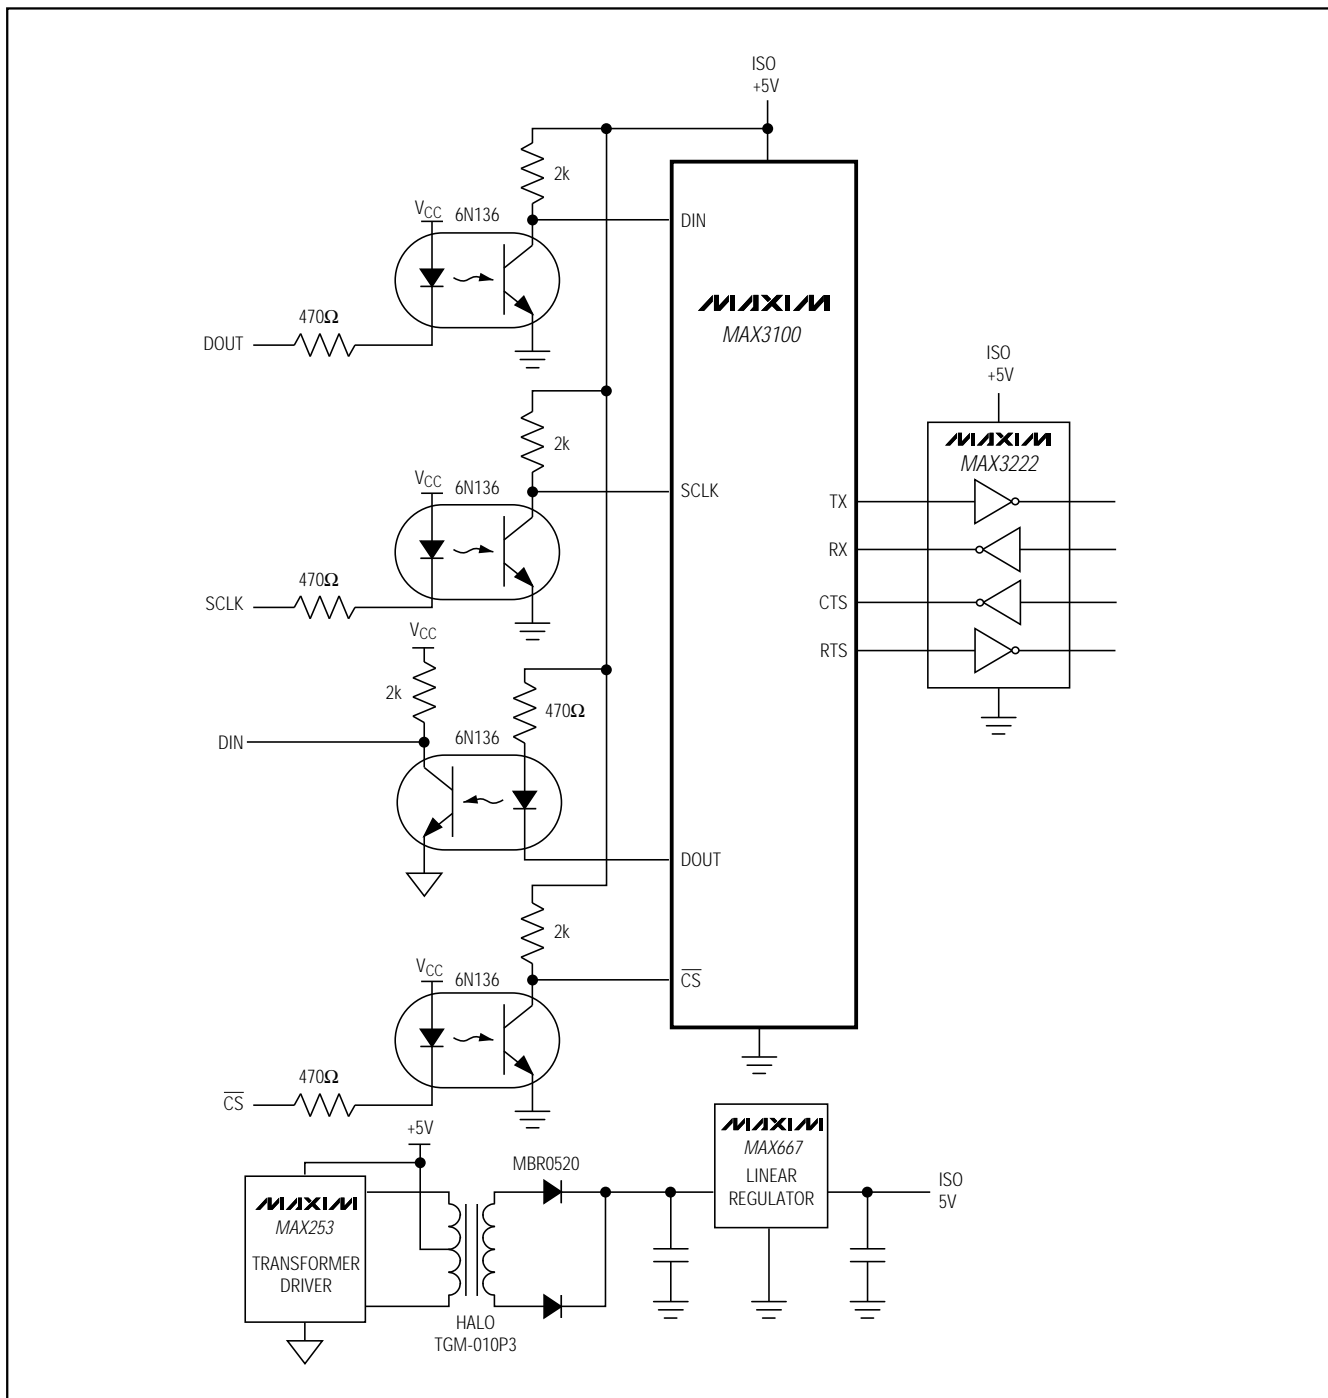 ISO
+5V
2k
VCC
6N136
DIN
470Ω
DOUT
MAXIM
MAX3100
ISO
+5V
2k
MAXIM
MAX3222
VCC
6N136
SCLK
TX
RX
470Ω
SCLK
CTS
VCC
RTS
2k
470Ω
DIN
6N136
DOUT
2k
VCC
6N136
CS
470Ω
CS
+5V
MAXIM
MAX667
LINEAR
REGULATOR
MBR0520
ISO
5V
MAXIM
MAX253
TRANSFORMER
DRIVER
HALO
TGM-010P3